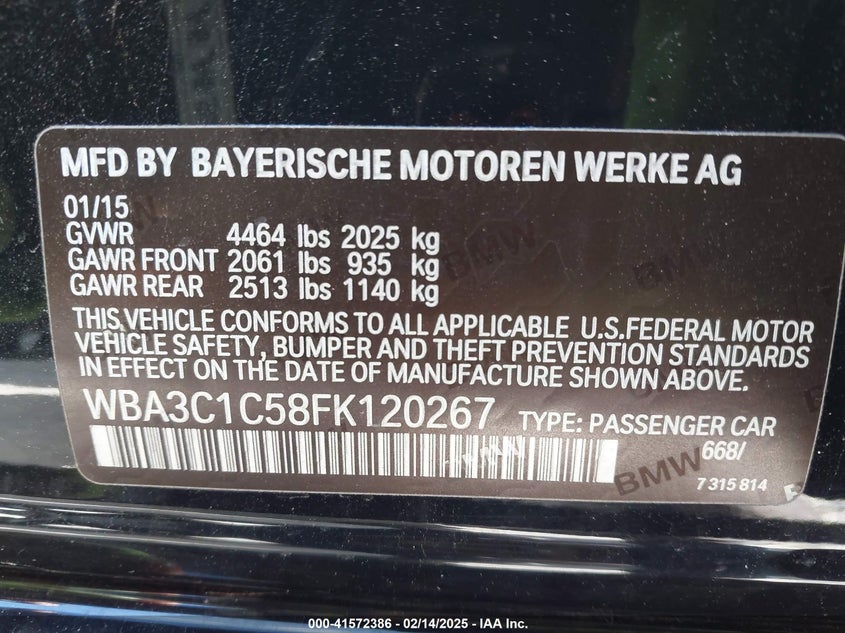 MFD BY BAYERISCHE MOTOREN WERKE AG
01/15
GVWR 4464 lbs 2025 kg
GAWR FRONT 2061 lbs 935 kg
GAWR REAR 2513 lbs 1140 kg
THIS VEHICLE CONFORMS TO ALL APPLICABLE U.S.FEDERAL MOTOR
VEHICLE SAFETY, BUMPER AND THEFT PREVENTION STANDARDS
IN EFFECT ON THE DATE OF MANUFACTURE SHOWN ABOVE.
WBA3C1C58FK120267 TYPE: PASSENGER CAR
668/
7 315 814
BMW
BMW
BMW
000-41572386 - 02/14/2025 - IAA Inc.